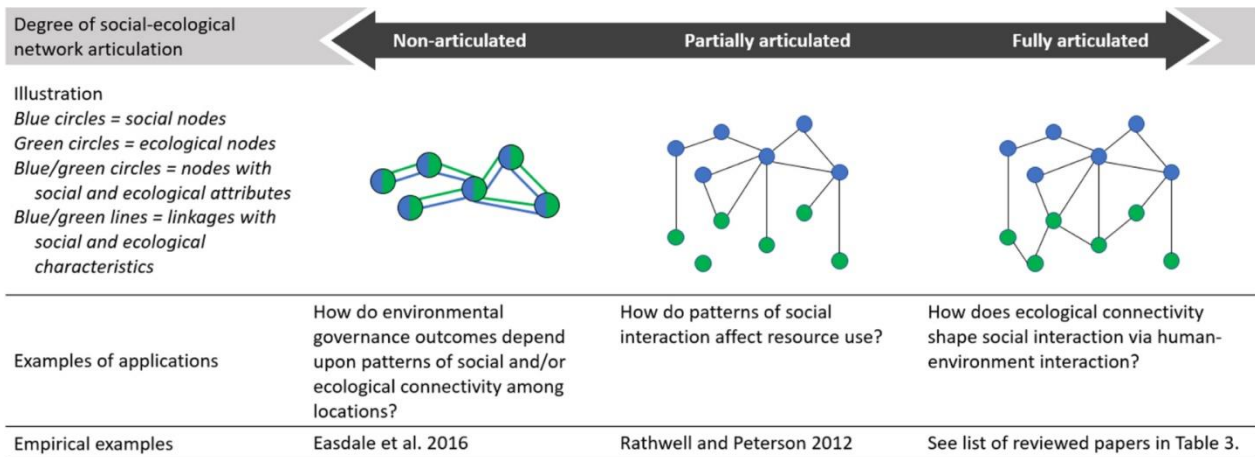 Degree of social-ecological
network articulation
Non-articulated
Partially articulated
Fully articulated
Illustration
Blue circles = social nodes
Green circles = ecological nodes
Blue/green circles = nodes with
social and ecological attributes
Blue/green lines = linkages with
social and ecological
characteristics
Examples of applications
How do environmental
governance outcomes depend
upon patterns of social and/or
ecological connectivity among
locations?
How do patterns of social
interaction affect resource use?
How does ecological connectivity
shape social interaction via human-
environment interaction?
Empirical examples
Easdale et al. 2016
Rathwell and Peterson 2012
See list of reviewed papers in Table 3.